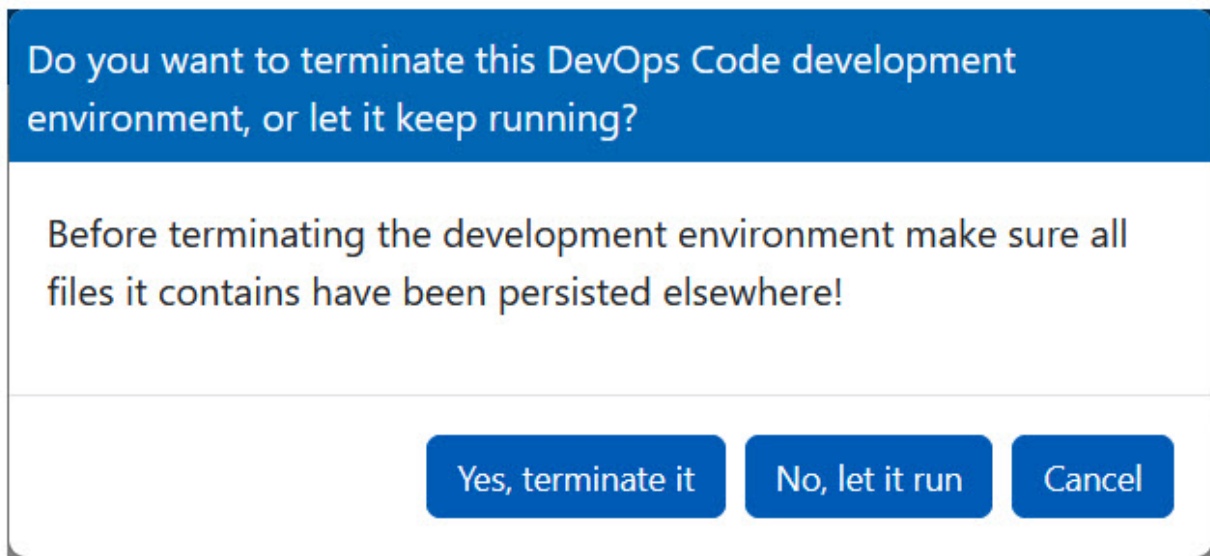 Do you want to terminate this DevOps Code development
environment, or let it keep running?
Before terminating the development environment make sure all
files it contains have been persisted elsewhere!
Yes, terminate it No, let it run Cancel